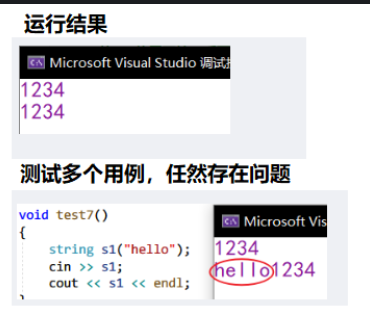 运行结果
Microsoft Visual Studio 调试
1234
1234
测试多个用例，任然存在问题
void test7()
{
string s1("hello");
cin >> s1;
cout << s1 << endl;
Microsoft Vis
1234
hello1234